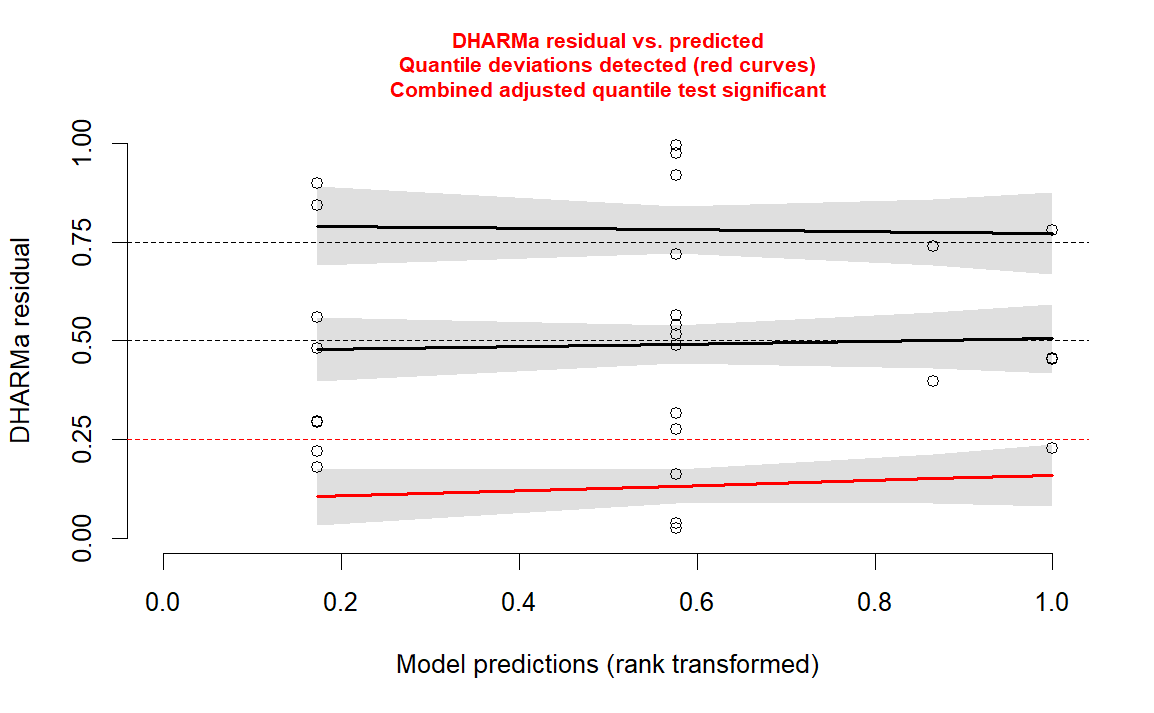 DHARMa residual vs. predicted
Quantile deviations detected (red curves)
Combined adjusted quantile test significant
DHARMa residual
1.00
0.75
0.50
0.25
0.00
0.0 0.2 0.4 0.6 0.8 1.0
Model predictions (rank transformed)